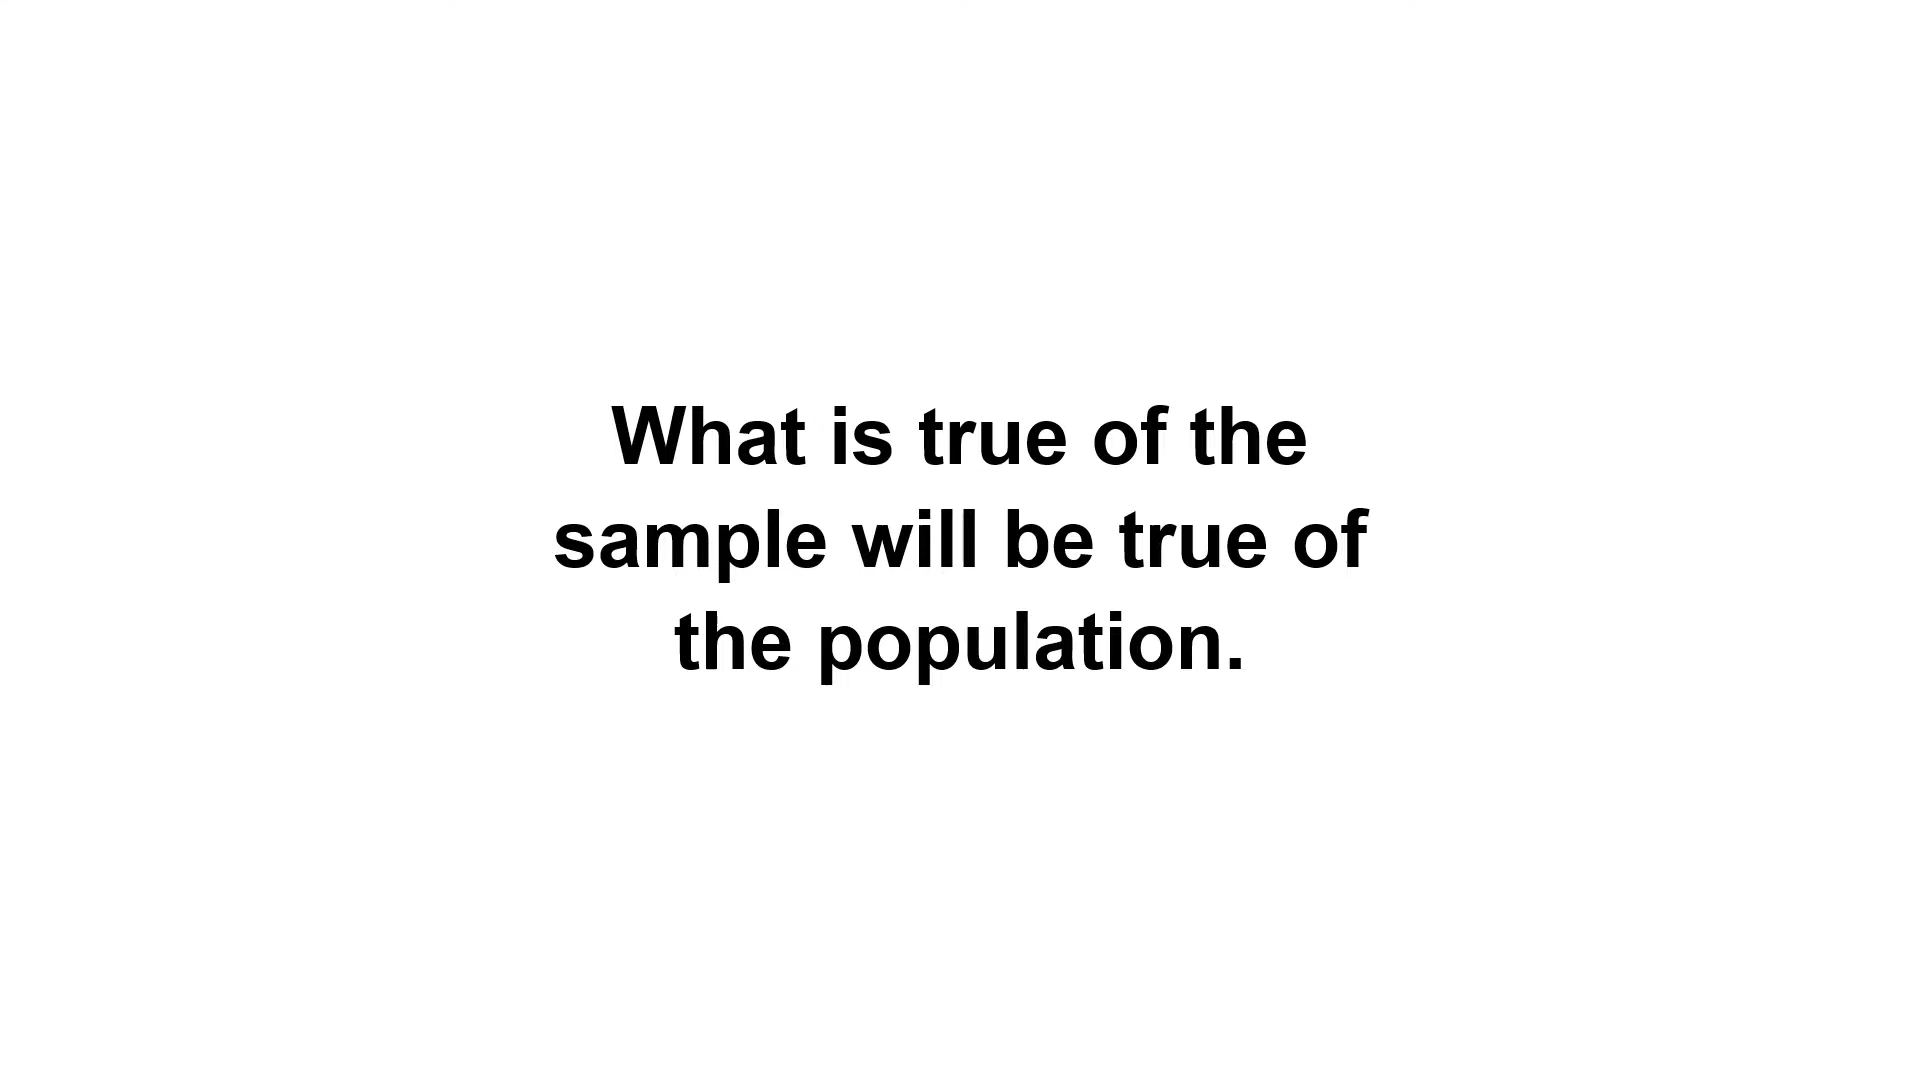 What is true of the
sample will be true of
the population.